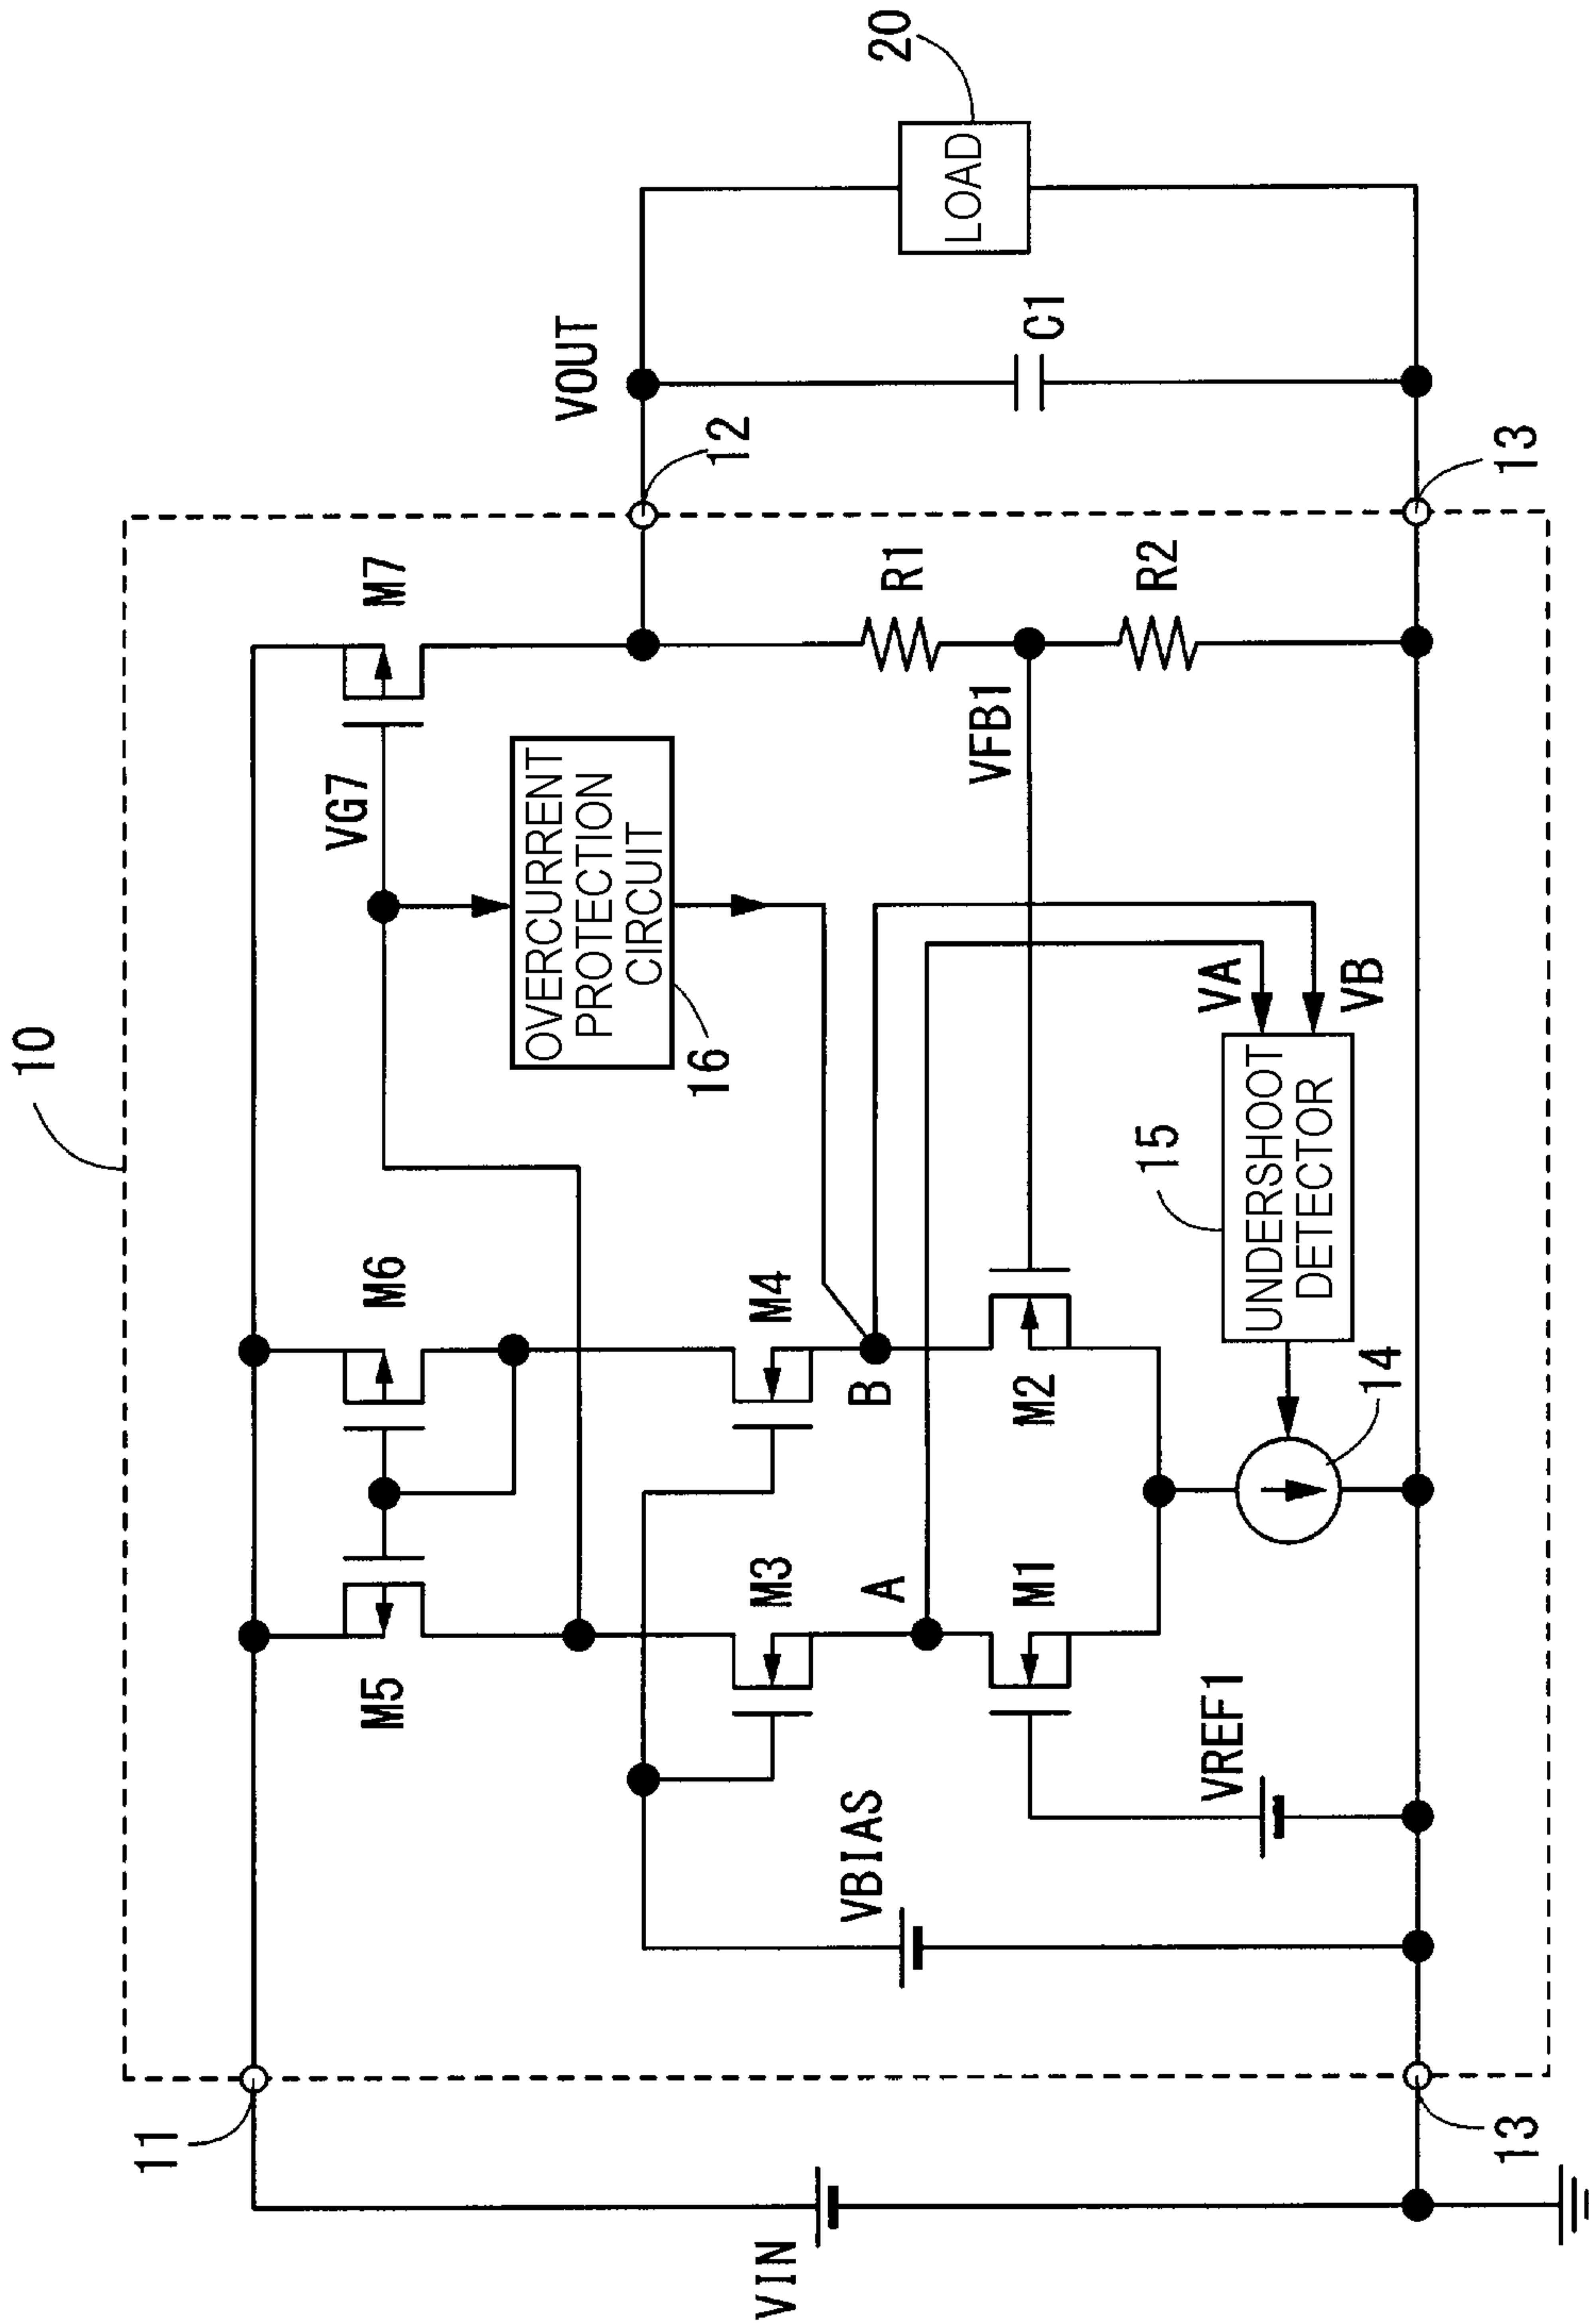 10
11
VIN
13
M5
M6
M7
VG7
VBIAS
M3
M4
A
B
OVERCURRENT
PROTECTION
CIRCUIT
16
VREF1
M1
M2
VFB1
R1
R2
VA
VB
15
UNDERSHOOT
DETECTOR
14
12
13
VOUT
C1
LOAD
20